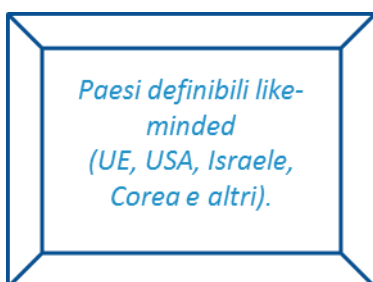 Paesi definibili like-
minded
(UE, USA, Israele,
Corea e altri).